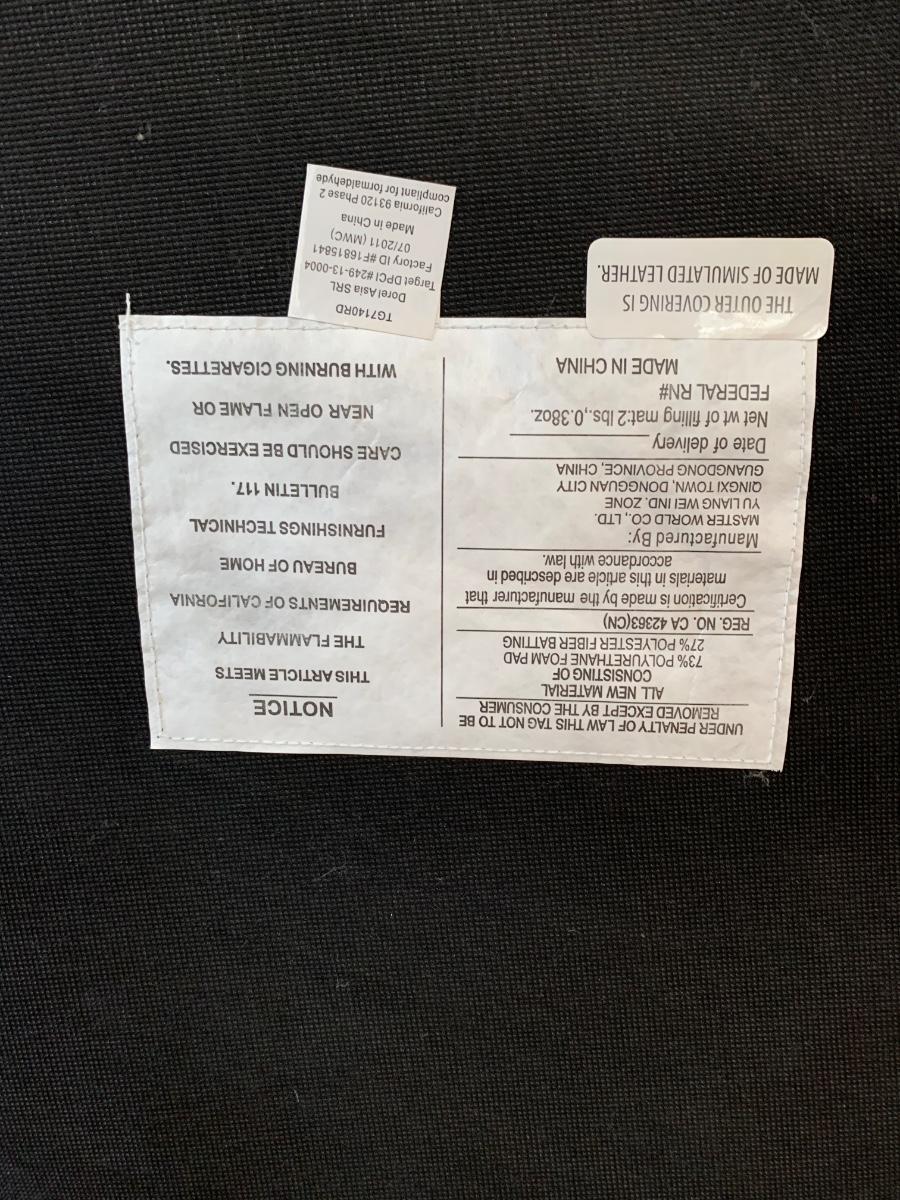 UNDER PENALTY OF LAW THIS TAG NOT TO BE
REMOVED EXCEPT BY THE CONSUMER
ALL NEW MATERIAL
CONSISTING OF
73% POLYURETHANE FOAM PAD
27% POLYESTER FIBER BATTING
REG. NO. CA 42363(CN)
Certification is made by the manufacturer that
materials in this article are described in
accordance with law.
Manufactured By:
MASTER WORLD CO., LTD.
YU LIANG WEI IND. ZONE
QINGXI TOWN, DONGGUAN CITY
GUANGDONG PROVINCE, CHINA
Date of delivery
Net wt of filling mat:2 lbs.,0.38oz.
FEDERAL RN#
MADE IN CHINA
NOTICE
THIS ARTICLE MEETS
THE FLAMMABILITY
REQUIREMENTS OF CALIFORNIA
BUREAU OF HOME
FURNISHINGS TECHNICAL
BULLETIN 117.
CARE SHOULD BE EXERCISED
NEAR OPEN FLAME OR
WITH BURNING CIGARETTES.
THE OUTER COVERING IS
MADE OF SIMULATED LEATHER.
TG7140RD
Dorel Asia SRL
Target DPCI #249-13-0004
Factory ID #F16815841
07/2011 (MWC)
Made in China
California 93120 Phase 2
compliant for formaldehyde